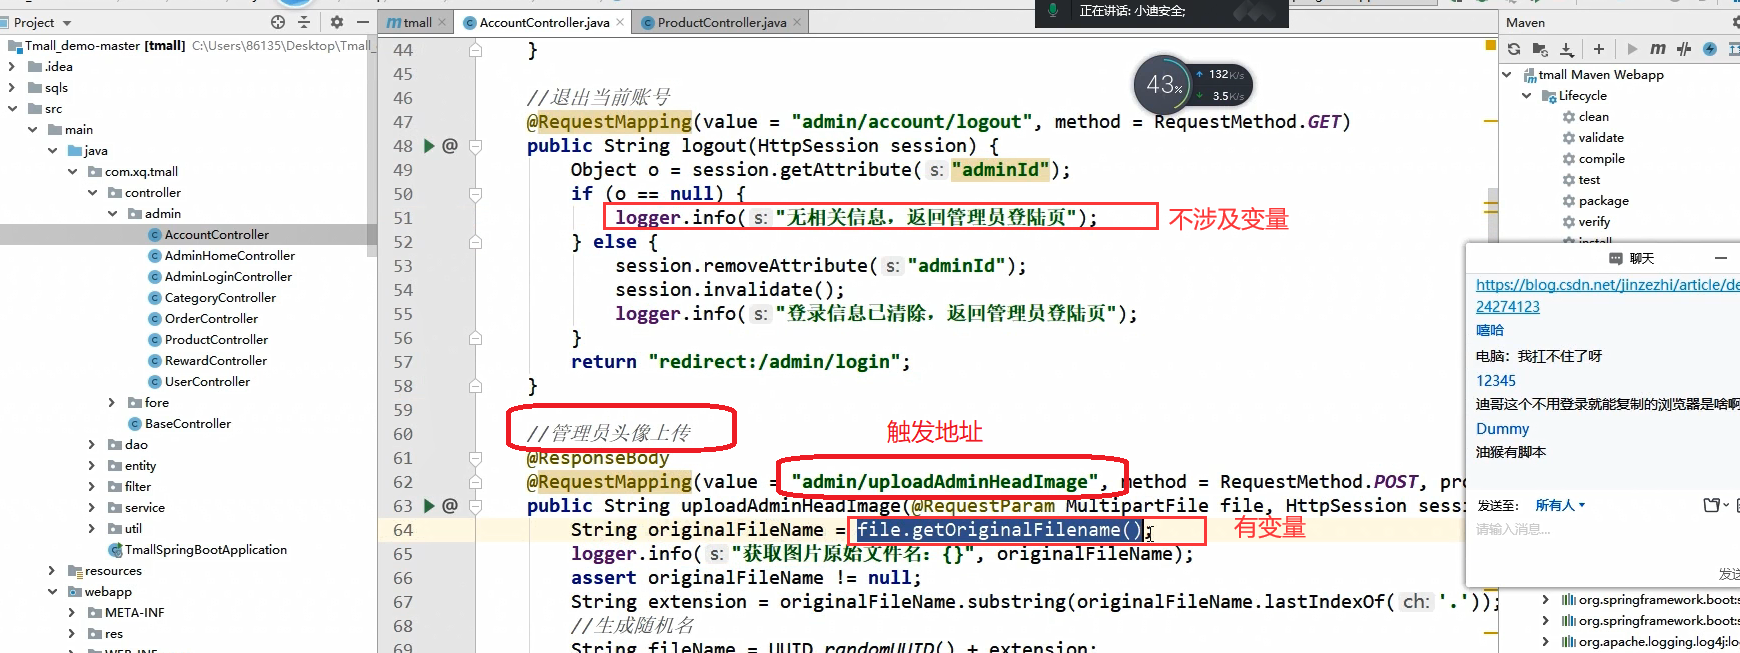 正在讲话: 小迪安全;
Project
tmall
AccountController.java
ProductController.java
Maven
Tmall_demo-master [tmall] C:\Users\86135\Desktop\Tmall_
.idea
sqls
src
main
java
com.xq.tmall
controller
admin
AccountController
AdminHomeController
AdminLoginController
CategoryController
OrderController
ProductController
RewardController
UserController
fore
BaseController
dao
entity
filter
service
util
TmallSpringBootApplication
resources
webapp
META-INF
res
44 }
45
46 //退出当前账号
47 @RequestMapping(value = "admin/account/logout", method = RequestMethod.GET)
48 @ public String logout(HttpSession session) {
49 Object o = session.getAttribute( s: "adminId");
50 if (o == null) {
51 logger.info( s: "无相关信息，返回管理员登陆页"); 不涉及变量
52 } else {
53 session.removeAttribute( s: "adminId");
54 session.invalidate();
55 logger.info( s: "登录信息已清除，返回管理员登陆页");
56 }
57 return "redirect:/admin/login";
58 }
59
60 //管理员头像上传 触发地址
61 @ResponseBody
62 @RequestMapping(value = "admin/uploadAdminHeadImage", method = RequestMethod.POST, pro
63 @ public String uploadAdminHeadImage(@RequestParam MultipartFile file, HttpSession sessi
64 String originalFileName = file.getOriginalFilename(); 有变量
65 logger.info( s: "获取图片原始文件名: {}", originalFileName);
66 assert originalFileName != null;
67 String extension = originalFileName.substring(originalFileName.lastIndexOf( ch: '.'));
68 //生成随机名
69 String fileName = UUID.randomUUID() + extension;
43%
132K/s
3.5K/s
m
tmall Maven Webapp
Lifecycle
clean
validate
compile
test
package
verify
install
聊天
https://blog.csdn.net/jinzezhi/article/de
24274123
嘻哈
电脑: 我扛不住了呀
12345
迪哥这个不用登录就能复制的浏览器是啥啊
Dummy
油猴有脚本
发送至: 所有人
请输入消息...
发送
org.springframework.boot:s
org.springframework.boot:s
org.apache.logging.log4j: